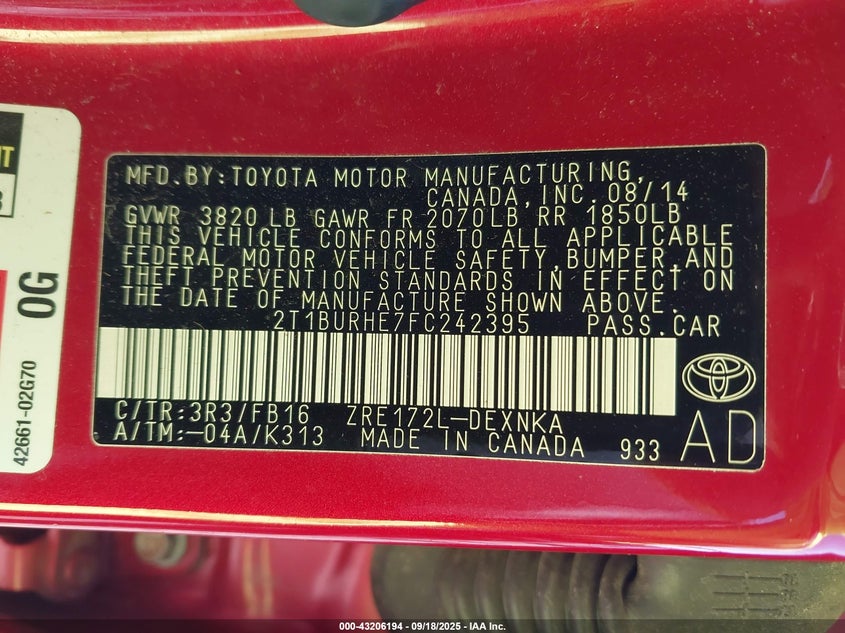 MFD.BY:TOYOTA MOTOR MANUFACTURING,
CANADA,INC.08/14
GVWR 3820 LB GAWR FR 2070LB RR 1850LB
THIS VEHICLE CONFORMS TO ALL APPLICABLE
FEDERAL MOTOR VEHICLE SAFETY,BUMPER,AND
THEFT PREVENTION STANDARDS IN EFFECT ON
THE DATE OF MANUFACTURE SHOWN ABOVE.
2T1BURHE7FC242395 PASS.CAR
C/TR:3R3/FB16 ZRE172L-DEXNKA
A/TM:-04A/K313 MADE IN CANADA 933
AD
0G
42661-02G70
000-43206194 - 09/18/2025 - IAA Inc.